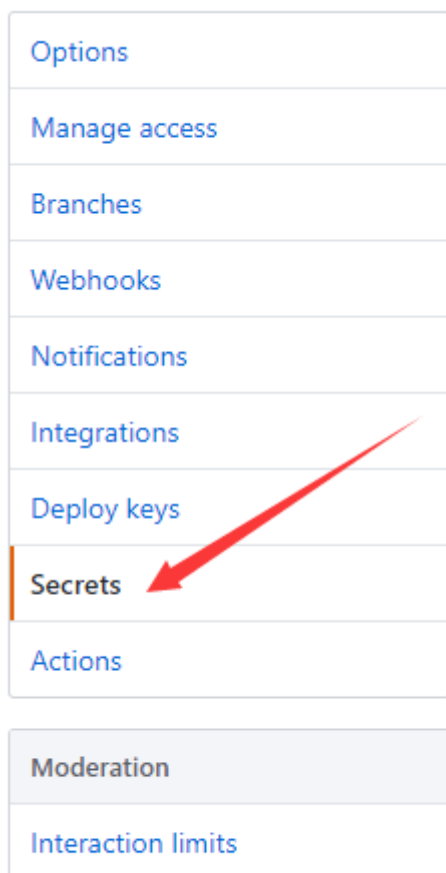 Options
Manage access
Branches
Webhooks
Notifications
Integrations
Deploy keys
Secrets
Actions
Moderation
Interaction limits